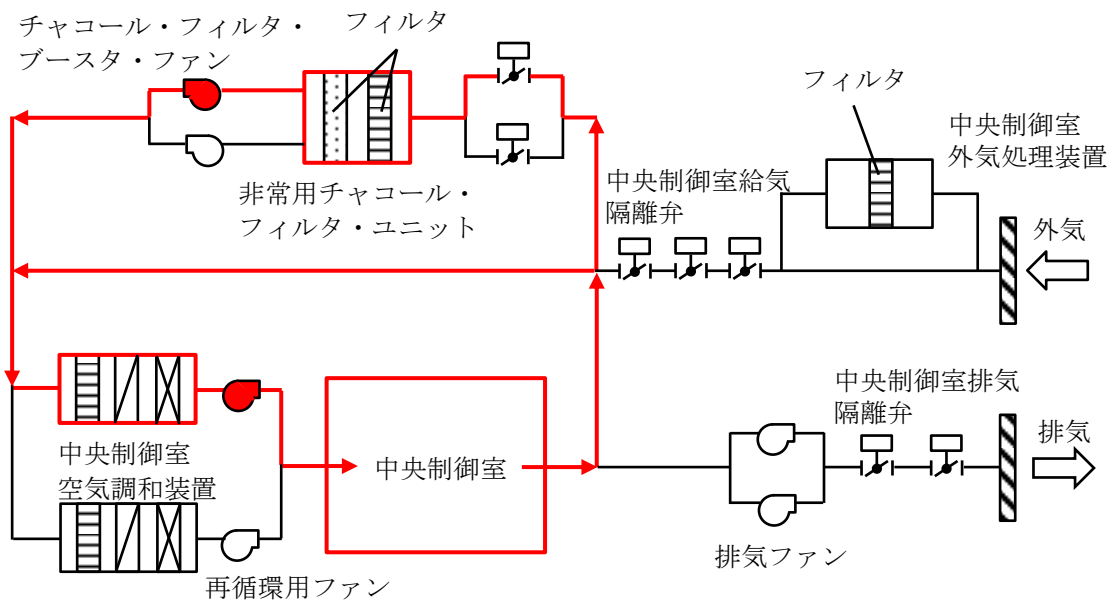 チャコール・フィルタ・
ブースタ・ファン
フィルタ
フィルタ
中央制御室
外気処理装置
非常用チャコール・
フィルタ・ユニット
中央制御室給気
隔離弁
外気
中央制御室
空気調和装置
中央制御室
中央制御室排気
隔離弁
排気
排気ファン
再循環用ファン